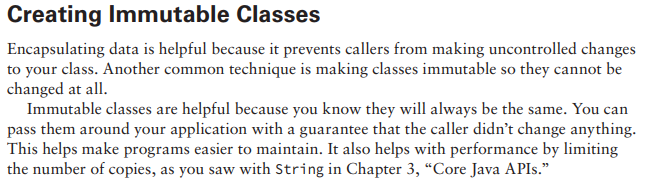 Creating Immutable Classes
Encapsulating data is helpful because it prevents callers from making uncontrolled changes
to your class. Another common technique is making classes immutable so they cannot be
changed at all.
Immutable classes are helpful because you know they will always be the same. You can
pass them around your application with a guarantee that the caller didn’t change anything.
This helps make programs easier to maintain. It also helps with performance by limiting
the number of copies, as you saw with String in Chapter 3, “Core Java APIs.”